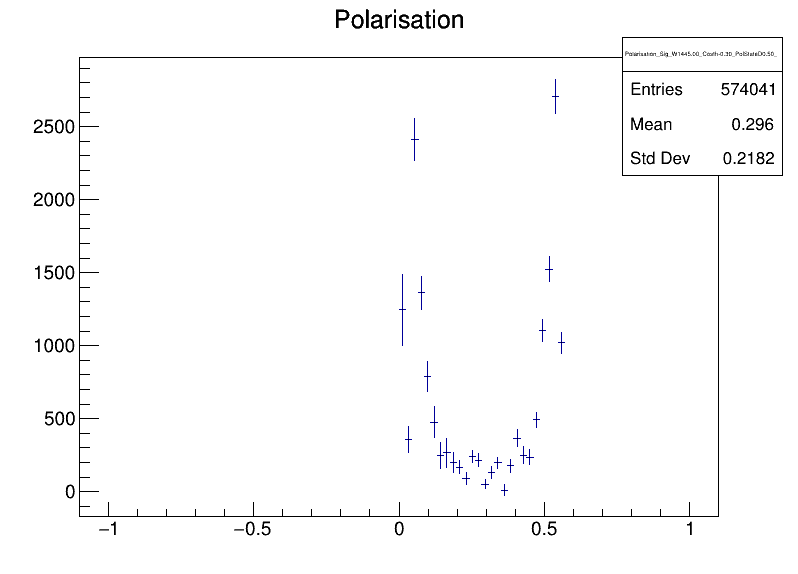 Polarisation
Polarisation_Sig_W1445.00_Costh-0.30_PolStateD0.50_
Entries 574041
Mean 0.296
Std Dev 0.2182
2500
2000
1500
1000
500
0
−1 −0.5 0 0.5 1